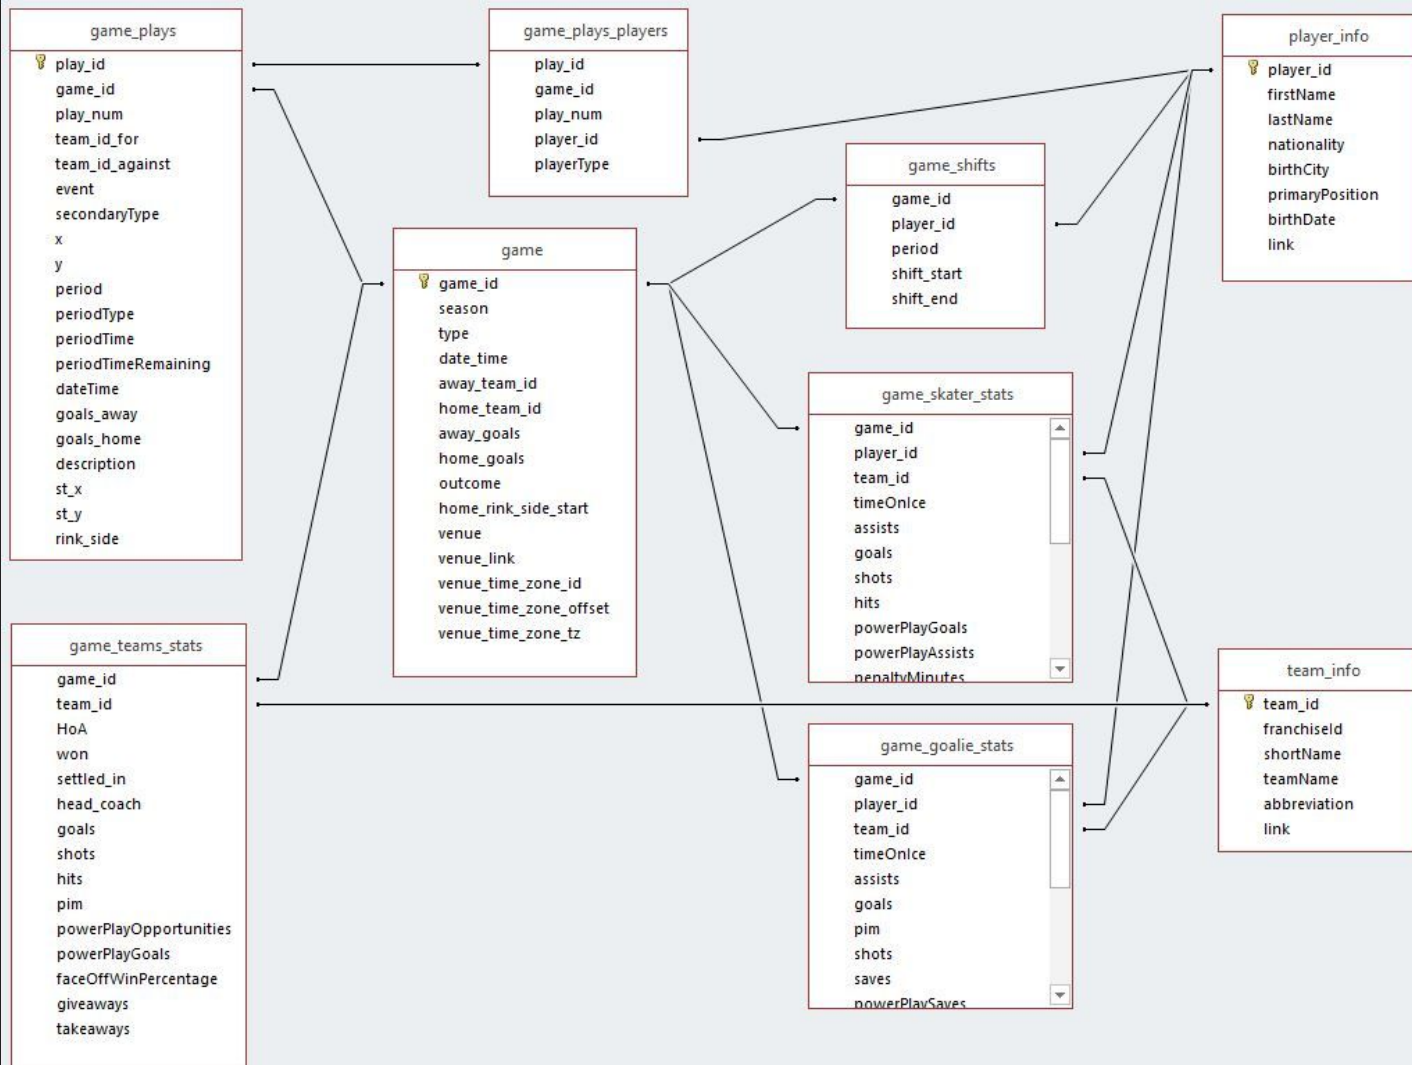 game_plays
play_id
game_id
play_num
team_id_for
team_id_against
event
secondaryType
x
y
period
periodType
periodTime
periodTimeRemaining
dateTime
goals_away
goals_home
description
st_x
st_y
rink_side
game_plays_players
play_id
game_id
play_num
player_id
playerType
player_info
player_id
firstName
lastName
nationality
birthCity
primaryPosition
birthDate
link
game_shifts
game_id
player_id
period
shift_start
shift_end
game
game_id
season
type
date_time
away_team_id
home_team_id
away_goals
home_goals
outcome
home_rink_side_start
venue
venue_link
venue_time_zone_id
venue_time_zone_offset
venue_time_zone_tz
game_skater_stats
game_id
player_id
team_id
timeOnIce
assists
goals
shots
hits
powerPlayGoals
powerPlayAssists
penaltyMinutes
game_teams_stats
game_id
team_id
HoA
won
settled_in
head_coach
goals
shots
hits
pim
powerPlayOpportunities
powerPlayGoals
faceOffWinPercentage
giveaways
takeaways
team_info
team_id
franchiseId
shortName
teamName
abbreviation
link
game_goalie_stats
game_id
player_id
team_id
timeOnIce
assists
goals
pim
shots
saves
powerPlaySaves